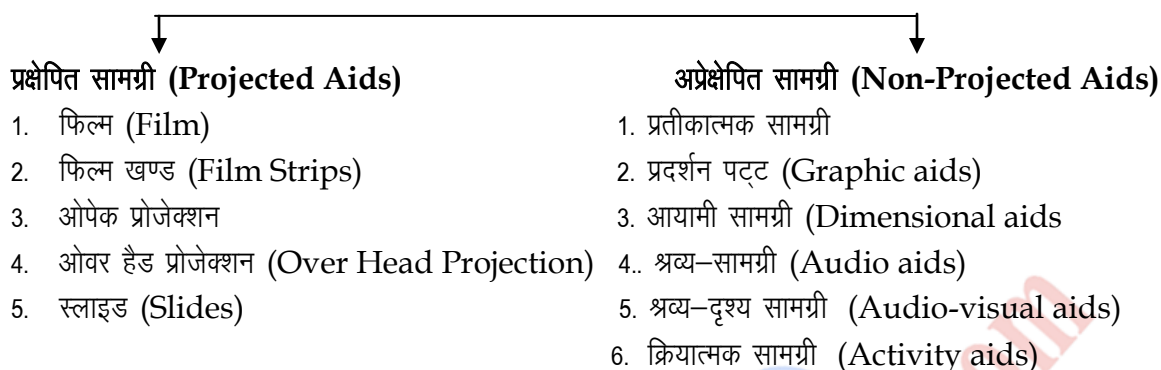 प्रक्षेपित सामग्री (Projected Aids)
1. फिल्म (Film)
2. फिल्म खण्ड (Film Strips)
3. ओपेक प्रोजेक्शन
4. ओवर हैड प्रोजेक्शन (Over Head Projection)
5. स्लाइड (Slides)
अप्रेक्षेपित सामग्री (Non-Projected Aids)
1. प्रतीकात्मक सामग्री
2. प्रदर्शन पट्ट (Graphic aids)
3. आयामी सामग्री (Dimensional aids
4.. श्रव्य–सामग्री (Audio aids)
5. श्रव्य–दृश्य सामग्री (Audio-visual aids)
6. क्रियात्मक सामग्री (Activity aids)